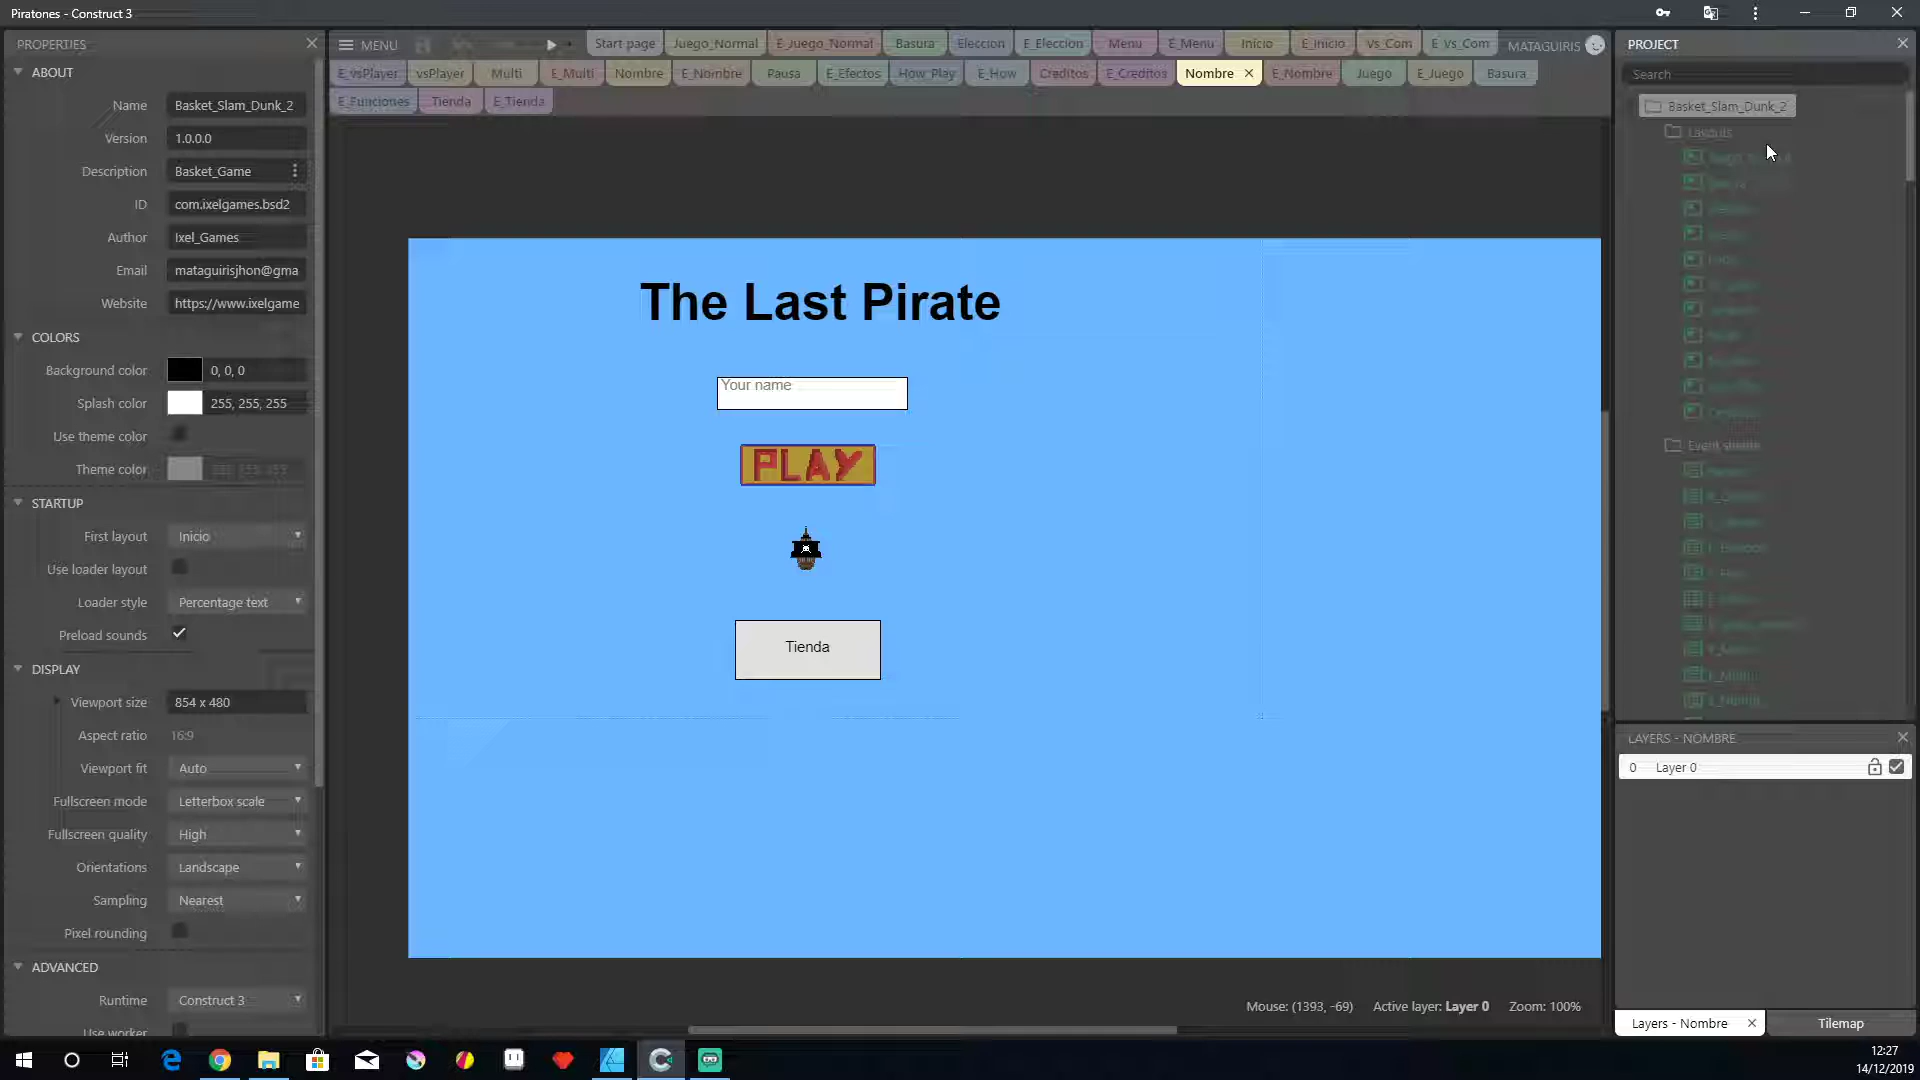 Piratones - Construct 3
PROPERTIES
MENU
Start page
Juego_Normal
E_Juego_Normal
Basura
Eleccion
E_Eleccion
Menu
E_Menu
Inicio
E_Inicio
Vs_Com
E_Vs_Com
MATAGUIRIS
PROJECT
ABOUT
E_vsPlayer
vsPlayer
Multi
E_Multi
Nombre
E_Nombre
Pausa
E_Efectos
How_Play
E_How
Creditos
E_Creditos
Nombre
E_Nombre
Juego
E_Juego
Basura
Search
E_Funciones
Tienda
E_Tienda
Name Basket_Slam_Dunk_2
Version 1.0.0.0
Description Basket_Game
ID com.ixelgames.bsd2
Author Ixel_Games
Email mataguirisjhon@gma
Website https://www.ixelgame
COLORS
Background color 0, 0, 0
Splash color 255, 255, 255
Use theme color
Theme color
STARTUP
First layout Inicio
Use loader layout
Loader style Percentage text
Preload sounds
DISPLAY
Viewport size 854 x 480
Aspect ratio 16:9
Viewport fit Auto
Fullscreen mode Letterbox scale
Fullscreen quality High
Orientations Landscape
Sampling Nearest
Pixel rounding
ADVANCED
Runtime Construct 3
Use worker
The Last Pirate
Your name
PLAY
Tienda
Mouse: (1393, -69) Active layer: Layer 0 Zoom: 100%
Basket_Slam_Dunk_2
Layouts
Event sheets
LAYERS - NOMBRE
0 Layer 0
Layers - Nombre
Tilemap
12:27
14/12/2019